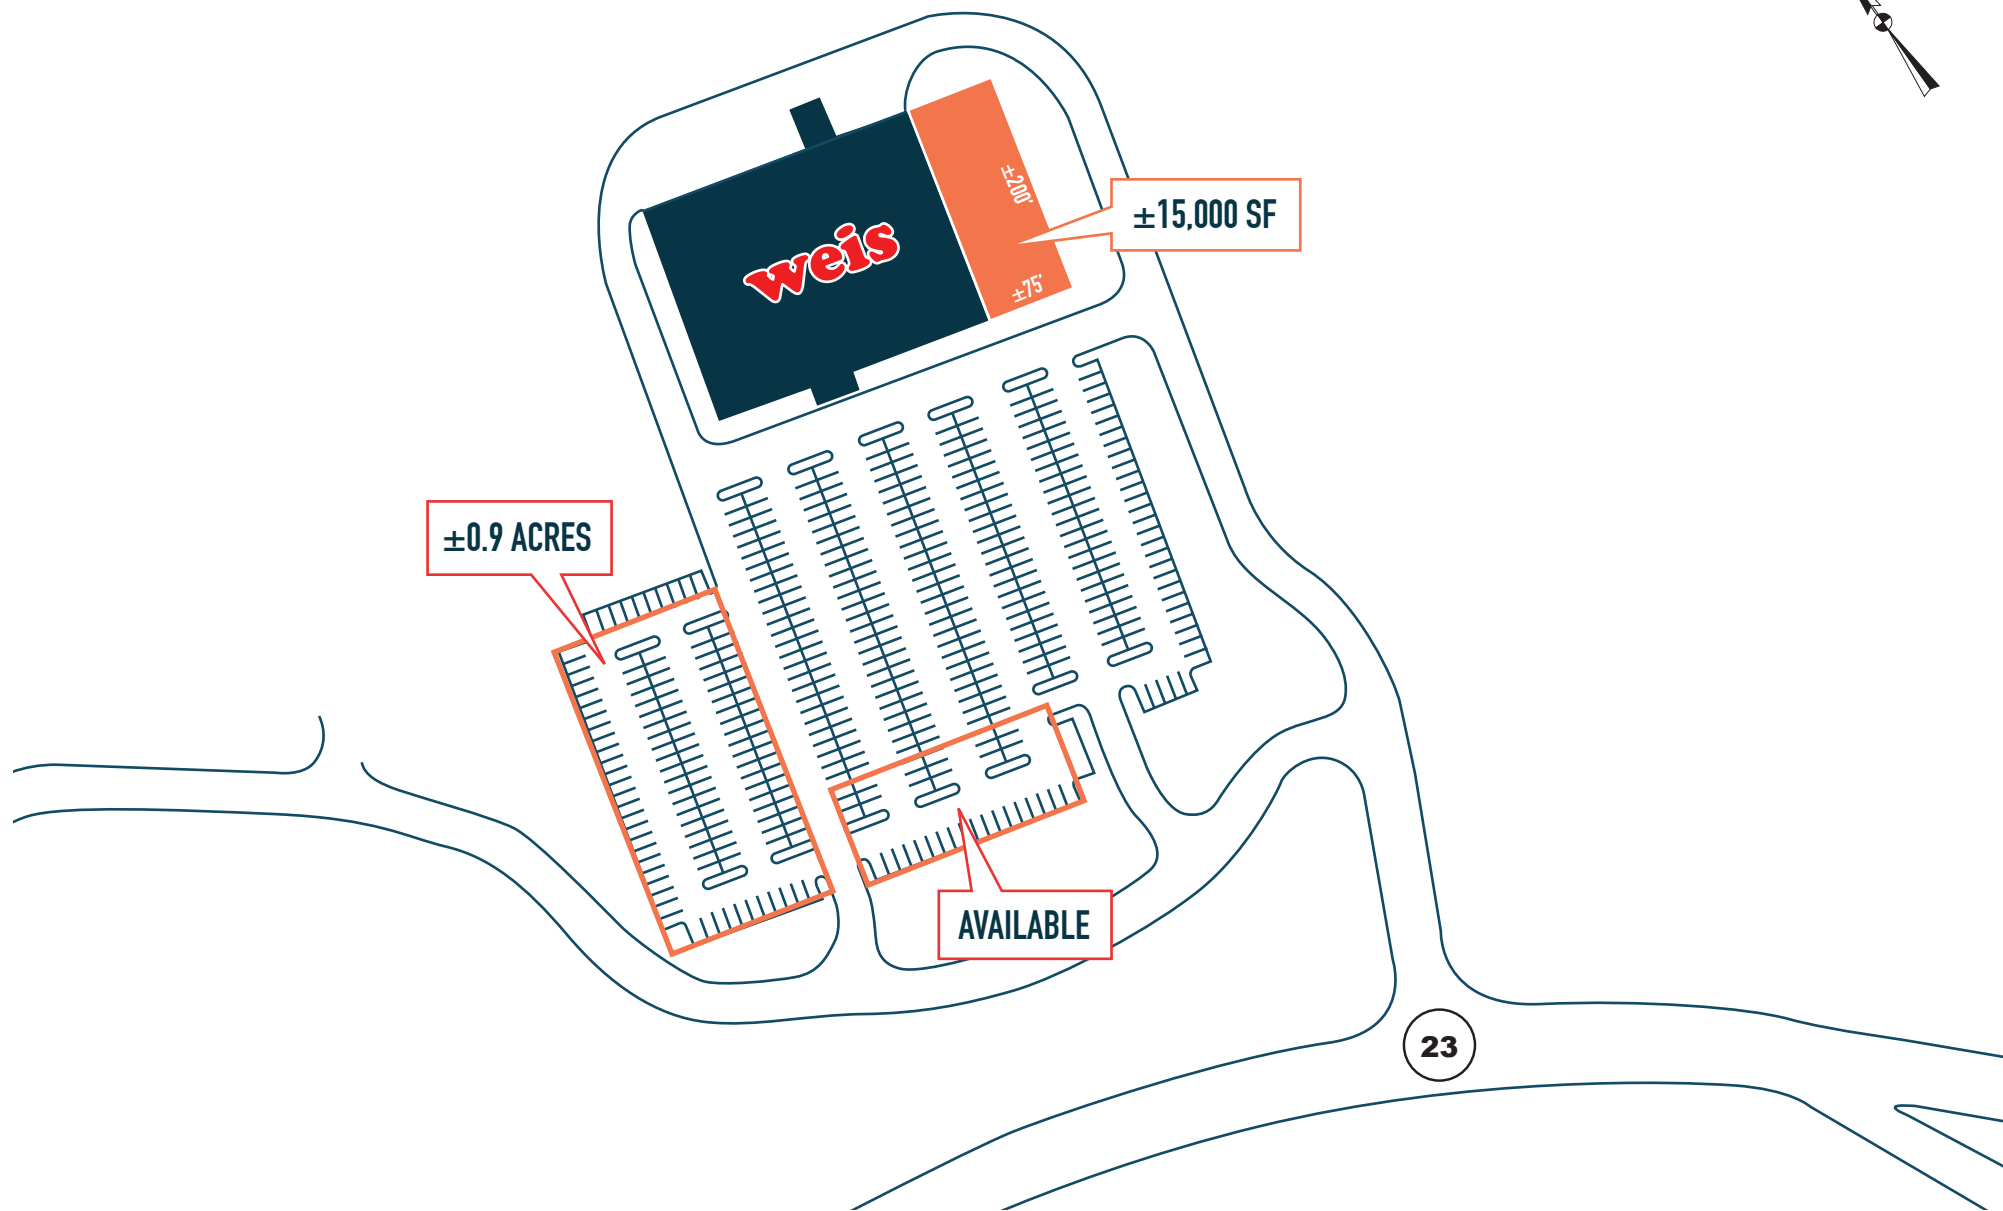 ±200'
±15,000 SF
weis
±75'
±0.9 ACRES
AVAILABLE
23